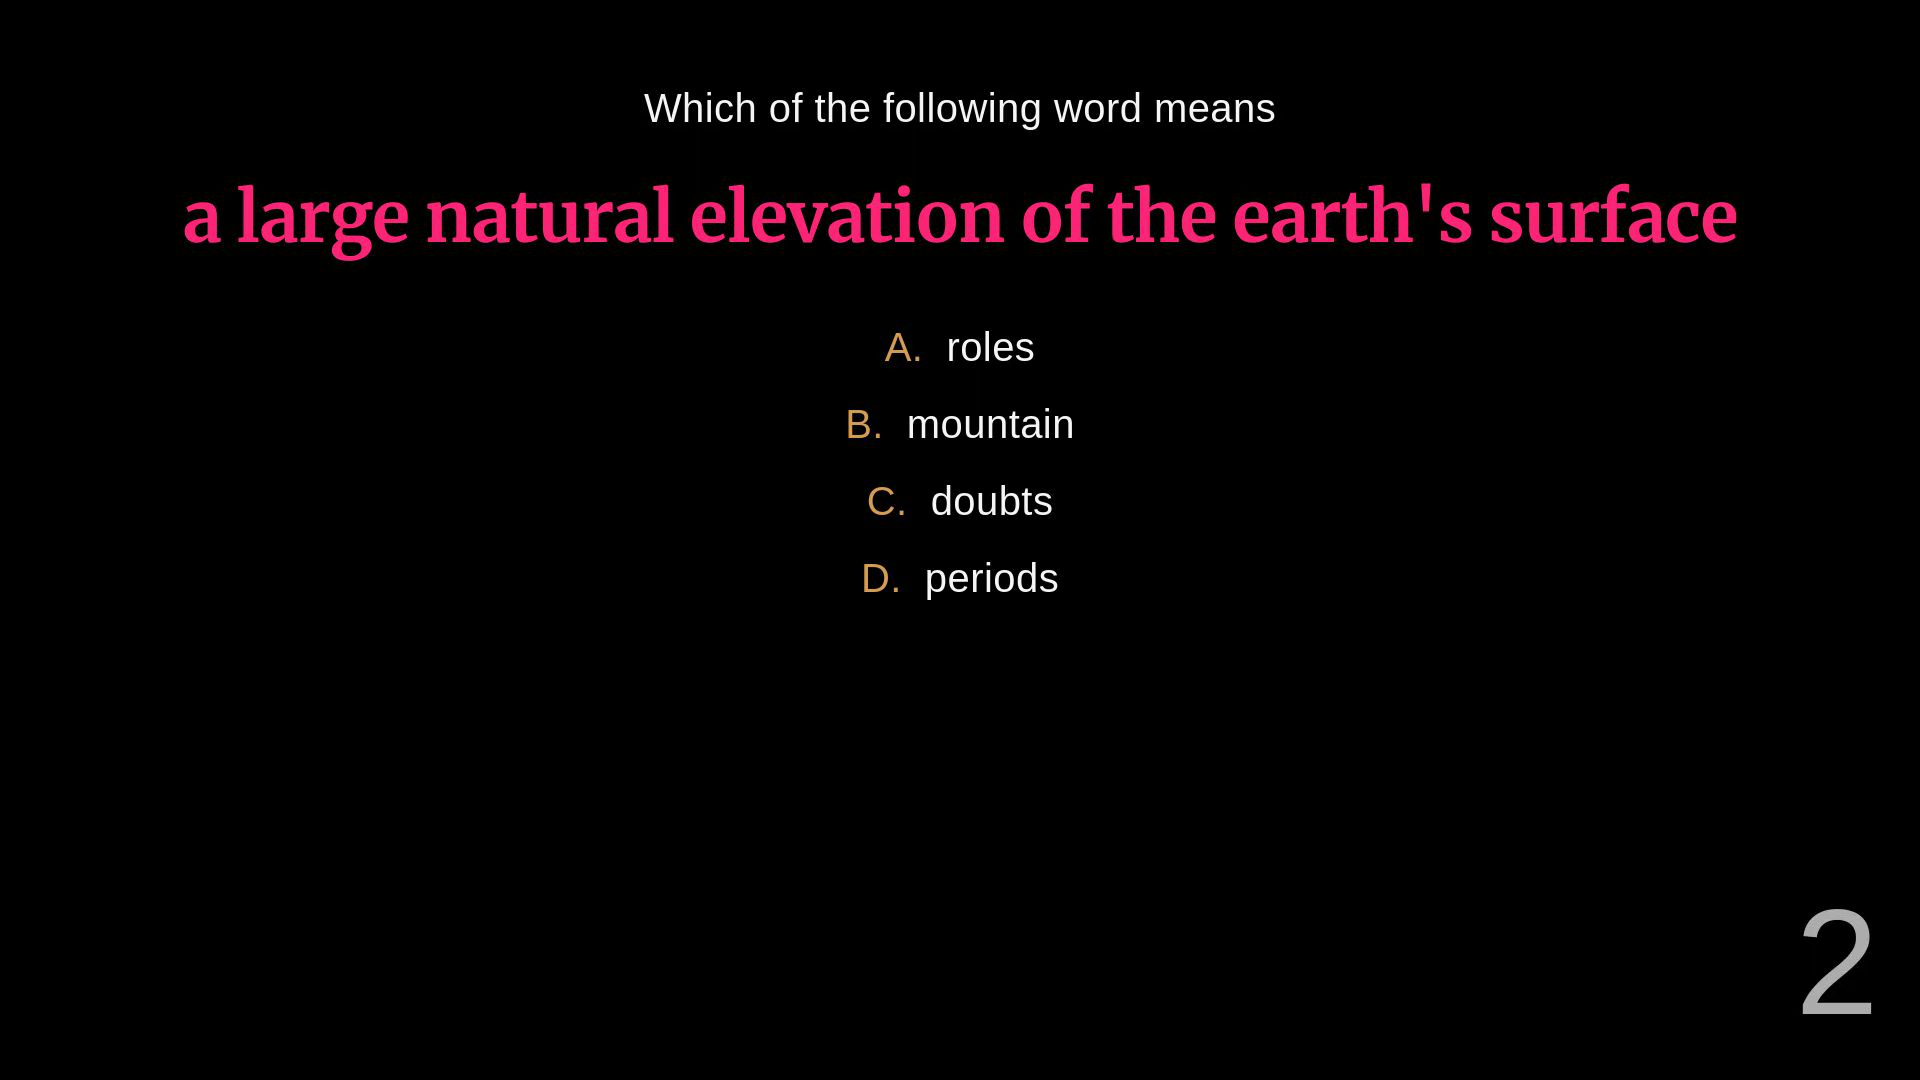 Which of the following word means
a large natural elevation of the earth's surface
A. roles
B. mountain
C. doubts
D. periods
2